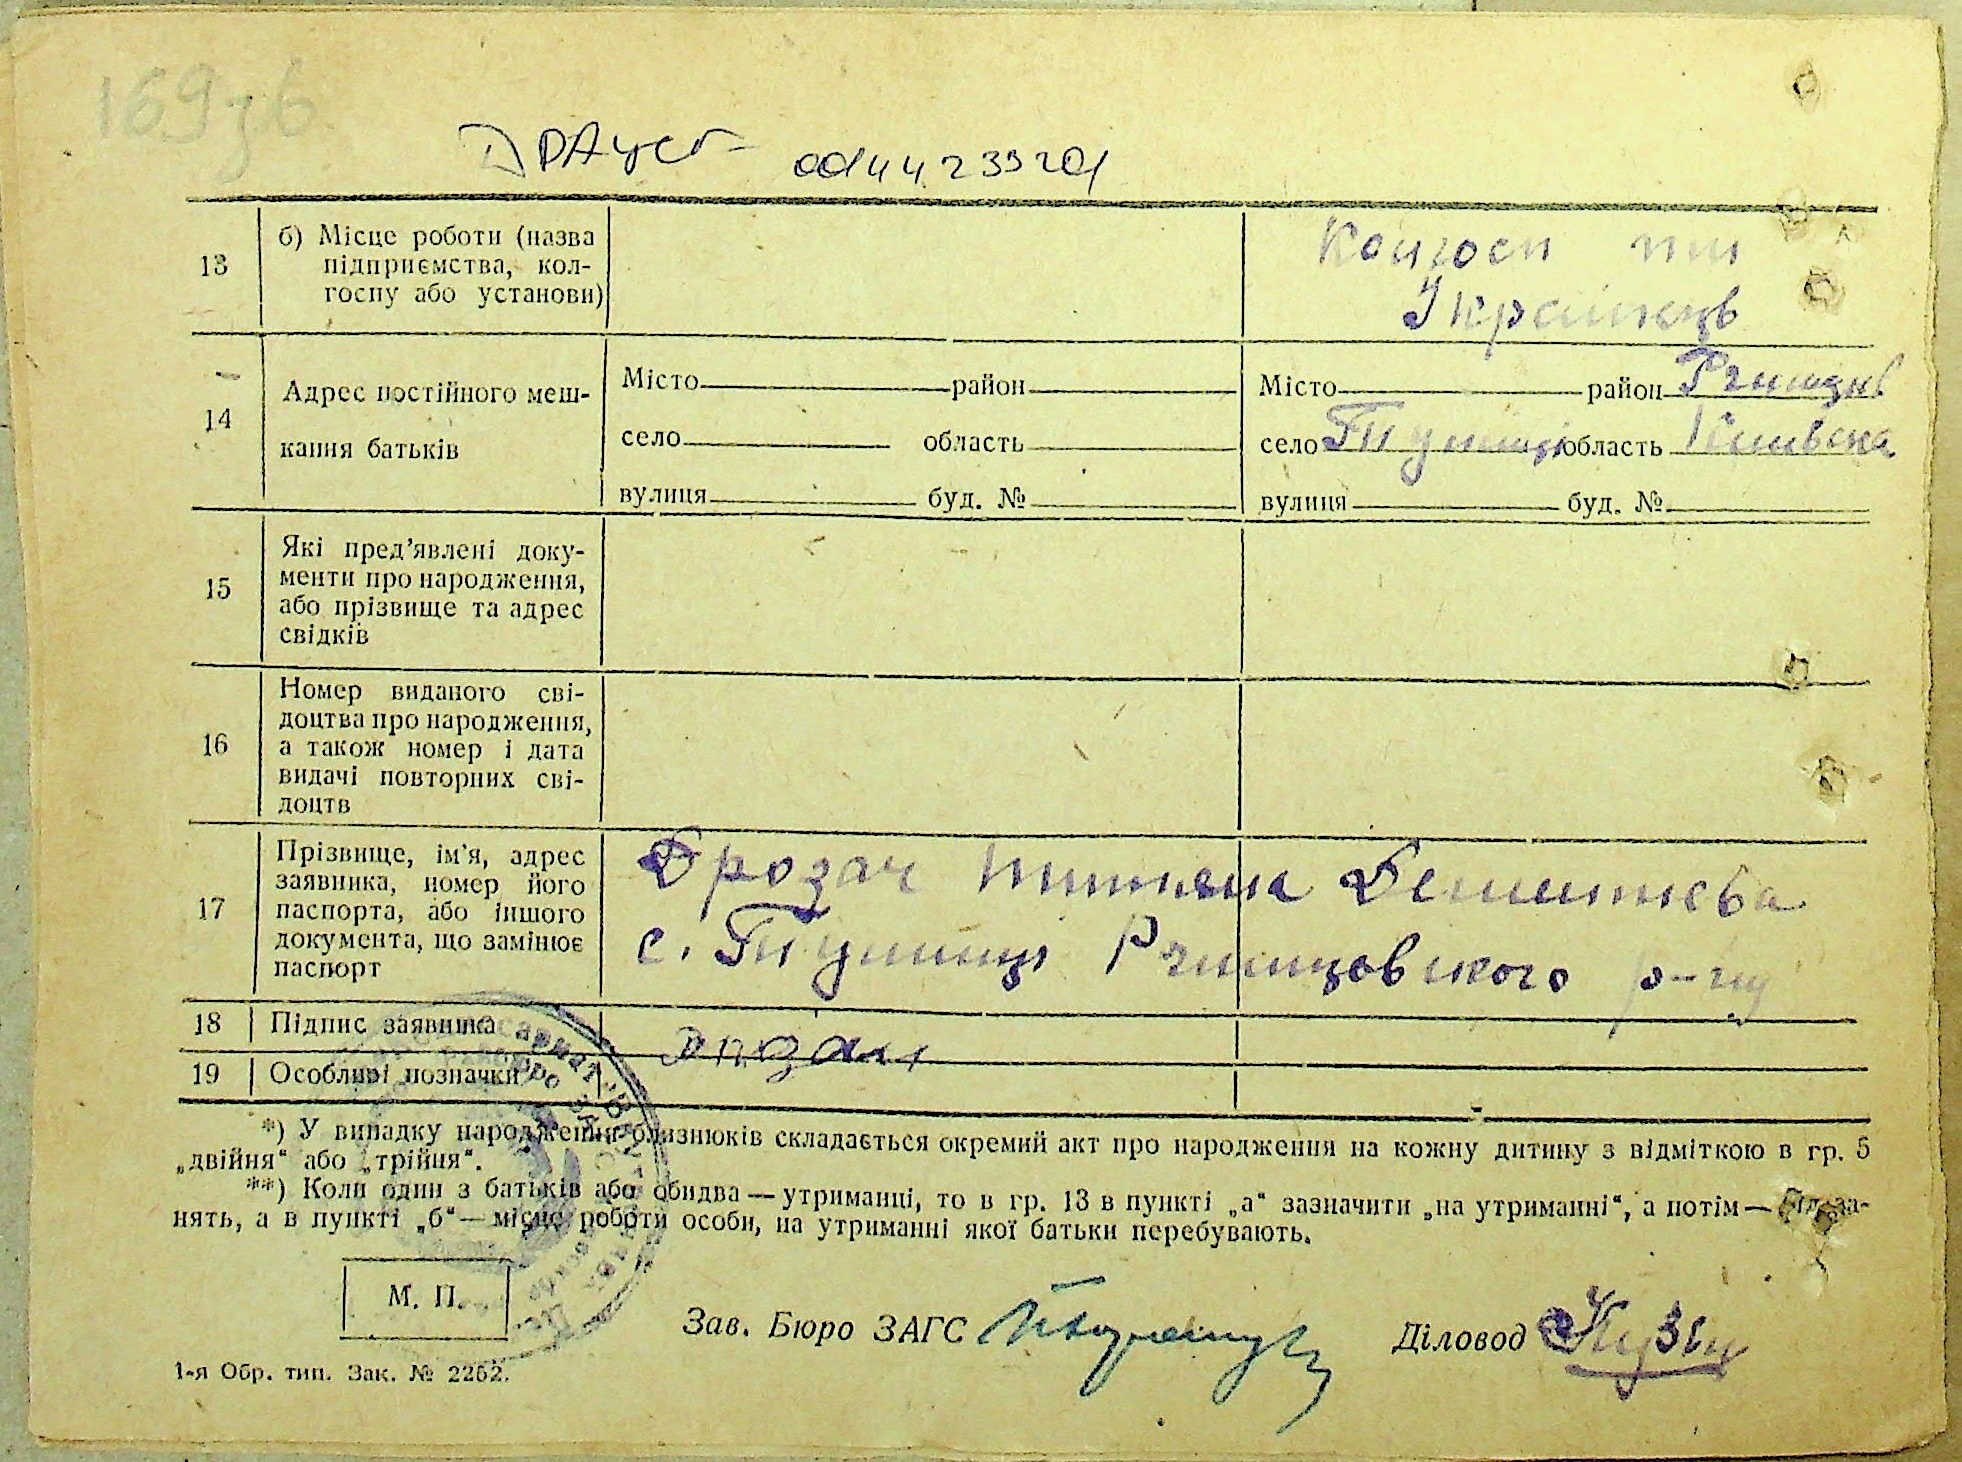 169зв
ДРАцсг 00144233201
13
б) Місце роботи (назва
підприємства, кол-
госпу або установи)
Колгосп ім
14
Адрес постійного меш-
кання батьків
Місто район
село область
вулиця буд. №
Місто район
село область Київська
вулиця буд. №
15
Які пред’явлені доку-
менти про народження,
або прізвище та адрес
свідків
16
Номер виданого сві-
доцтва про народження,
а також номер і дата
видачі повторних сві-
доцтв
17
Прізвище, ім’я, адрес
заявника, номер його
паспорта, або іншого
документа, що замінює
паспорт
Дрозач
с. Ржищовського р-ну
18 Підпис заявника
19 Особливі позначки
*) У випадку народження близнюків складається окремий акт про народження на кожну дитину з відміткою в гр. 5
„двійня“ або „трійня“.
**) Коли один з батьків або обидва — утриманці, то в гр. 13 в пункті „а“ зазначити „на утриманні“, а потім —
нять, а в пункті „б“ — місце роботи особи, на утриманні якої батьки перебувають.
М. П.
Зав. Бюро ЗАГС
Діловод
1-я Обр. тип. Зак. № 2262.